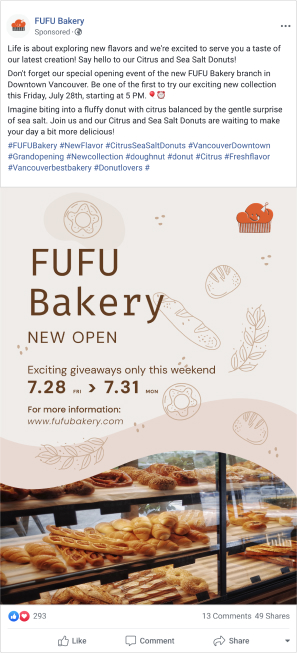 FUFU Bakery
Sponsored ·
Life is about exploring new flavors and we're excited to serve you a taste of
our latest creation! Say hello to our Citrus and Sea Salt Donuts!
Don't forget our special opening event of the new FUFU Bakery branch in
Downtown Vancouver. Be one of the first to try our exciting new collection
this Friday, July 28th, starting at 5 PM. 🎈⏰
Imagine biting into a fluffy donut with citrus balanced by the gentle surprise
of sea salt. Join us and our Citrus and Sea Salt Donuts are waiting to
make your day a bit more delicious!
#FUFUBakery #NewFlavor #CitrusSeaSaltDonuts #VancouverDowntown
#Grandopening #Newcollection #doughnut #donut #Citrus #Freshflavor
#Vancouverbestbakery #Donutlovers #
FUFU
Bakery
NEW OPEN
Exciting giveaways only this weekend
7.28 FRI > 7.31 MON
For more information:
www.fufubakery.com
293 13 Comments 49 Shares
Like Comment Share